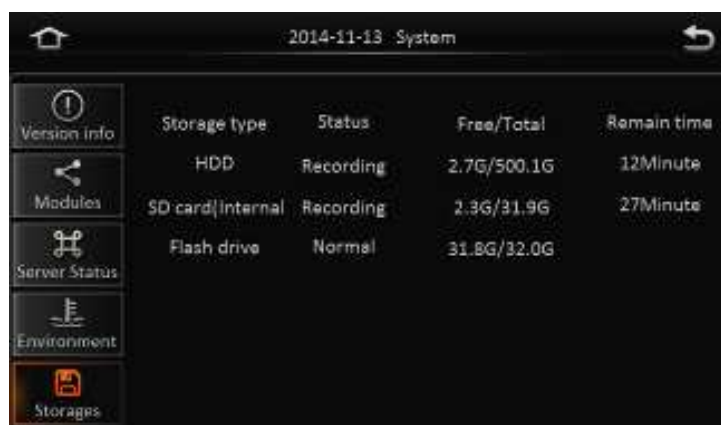 2014-11-13 System
Version info
Modules
Server Status
Environment
Storages
Storage type Status Free/Total Remain time
HDD Recording 2.7G/500.1G 12Minute
SD card(Internal Recording 2.3G/31.9G 27Minute
Flash drive Normal 31.8G/32.0G